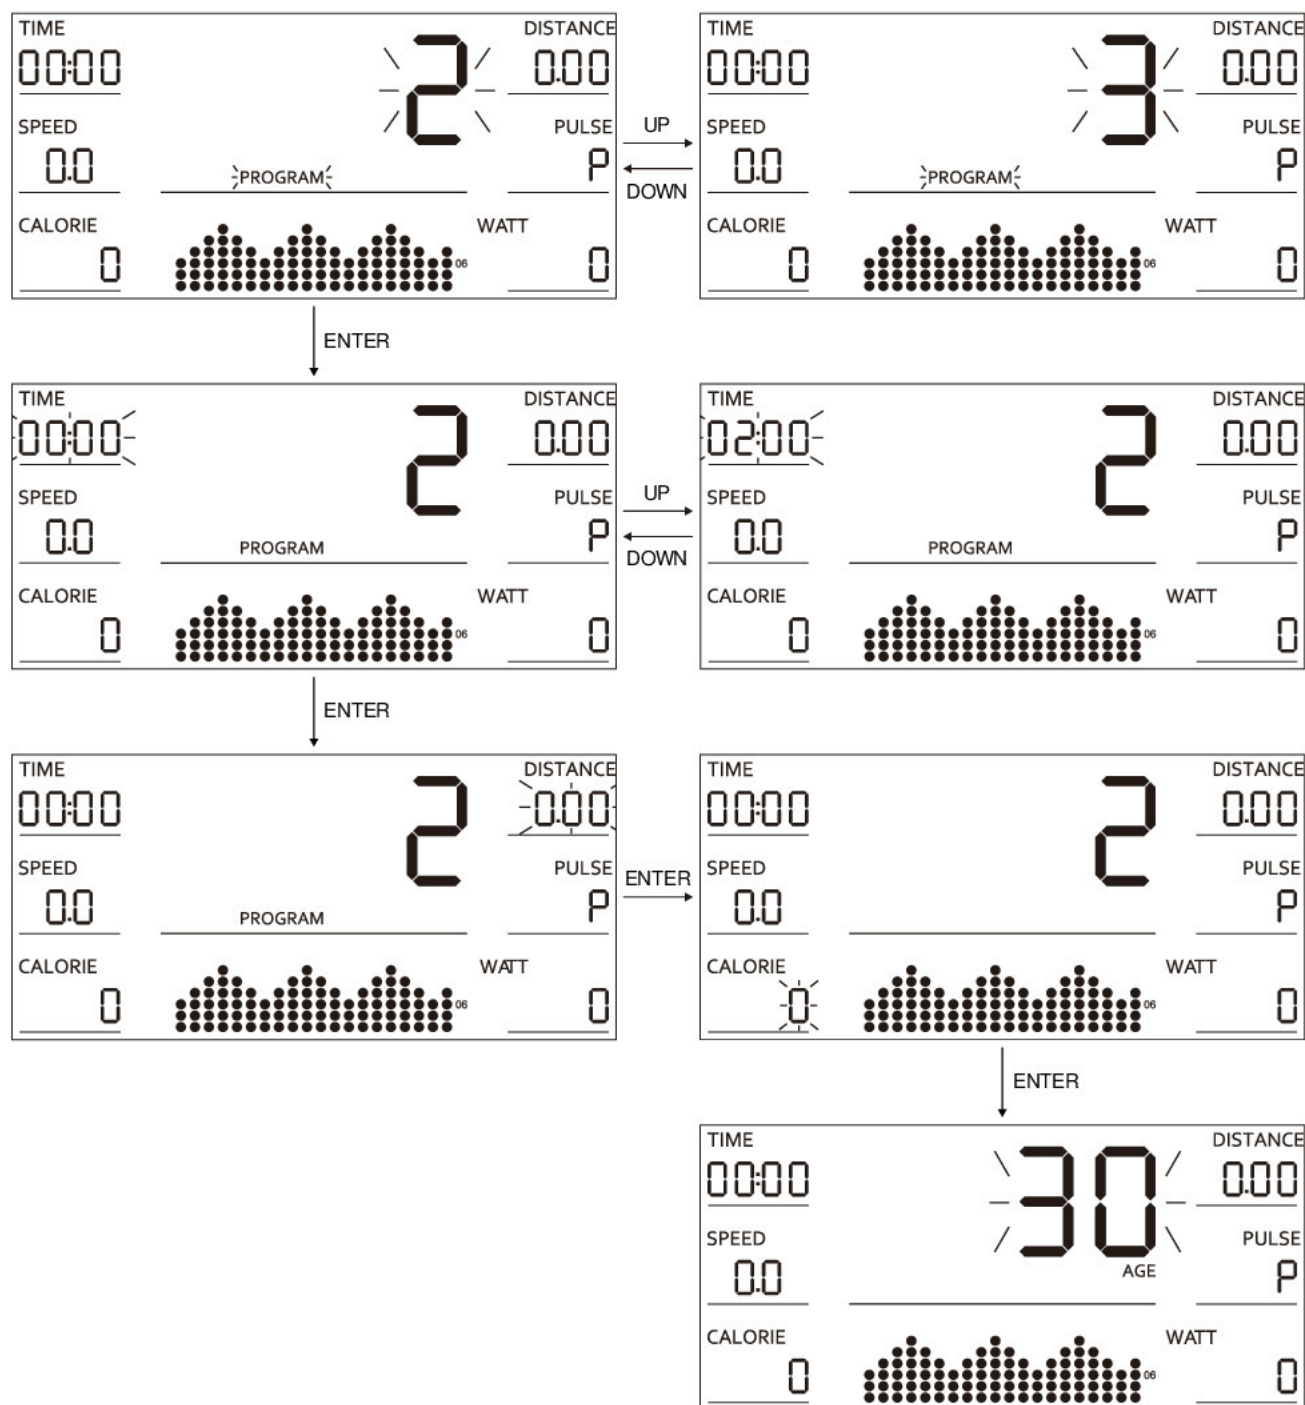 TIME
00:00
2
DISTANCE
0.00
SPEED
0.0
PROGRAM
PULSE
P
CALORIE
0
06
WATT
0
UP
DOWN
TIME
00:00
3
DISTANCE
0.00
SPEED
0.0
PROGRAM
PULSE
P
CALORIE
0
06
WATT
0
ENTER
TIME
00:00
2
DISTANCE
0.00
SPEED
0.0
PROGRAM
PULSE
P
CALORIE
0
06
WATT
0
UP
DOWN
TIME
02:00
2
DISTANCE
0.00
SPEED
0.0
PROGRAM
PULSE
P
CALORIE
0
06
WATT
0
ENTER
TIME
00:00
2
DISTANCE
0.00
SPEED
0.0
PROGRAM
PULSE
P
CALORIE
0
06
WATT
0
ENTER
TIME
00:00
2
DISTANCE
0.00
SPEED
0.0
PULSE
P
CALORIE
0
06
WATT
0
ENTER
TIME
00:00
30
AGE
DISTANCE
0.00
SPEED
0.0
PULSE
P
CALORIE
0
06
WATT
0